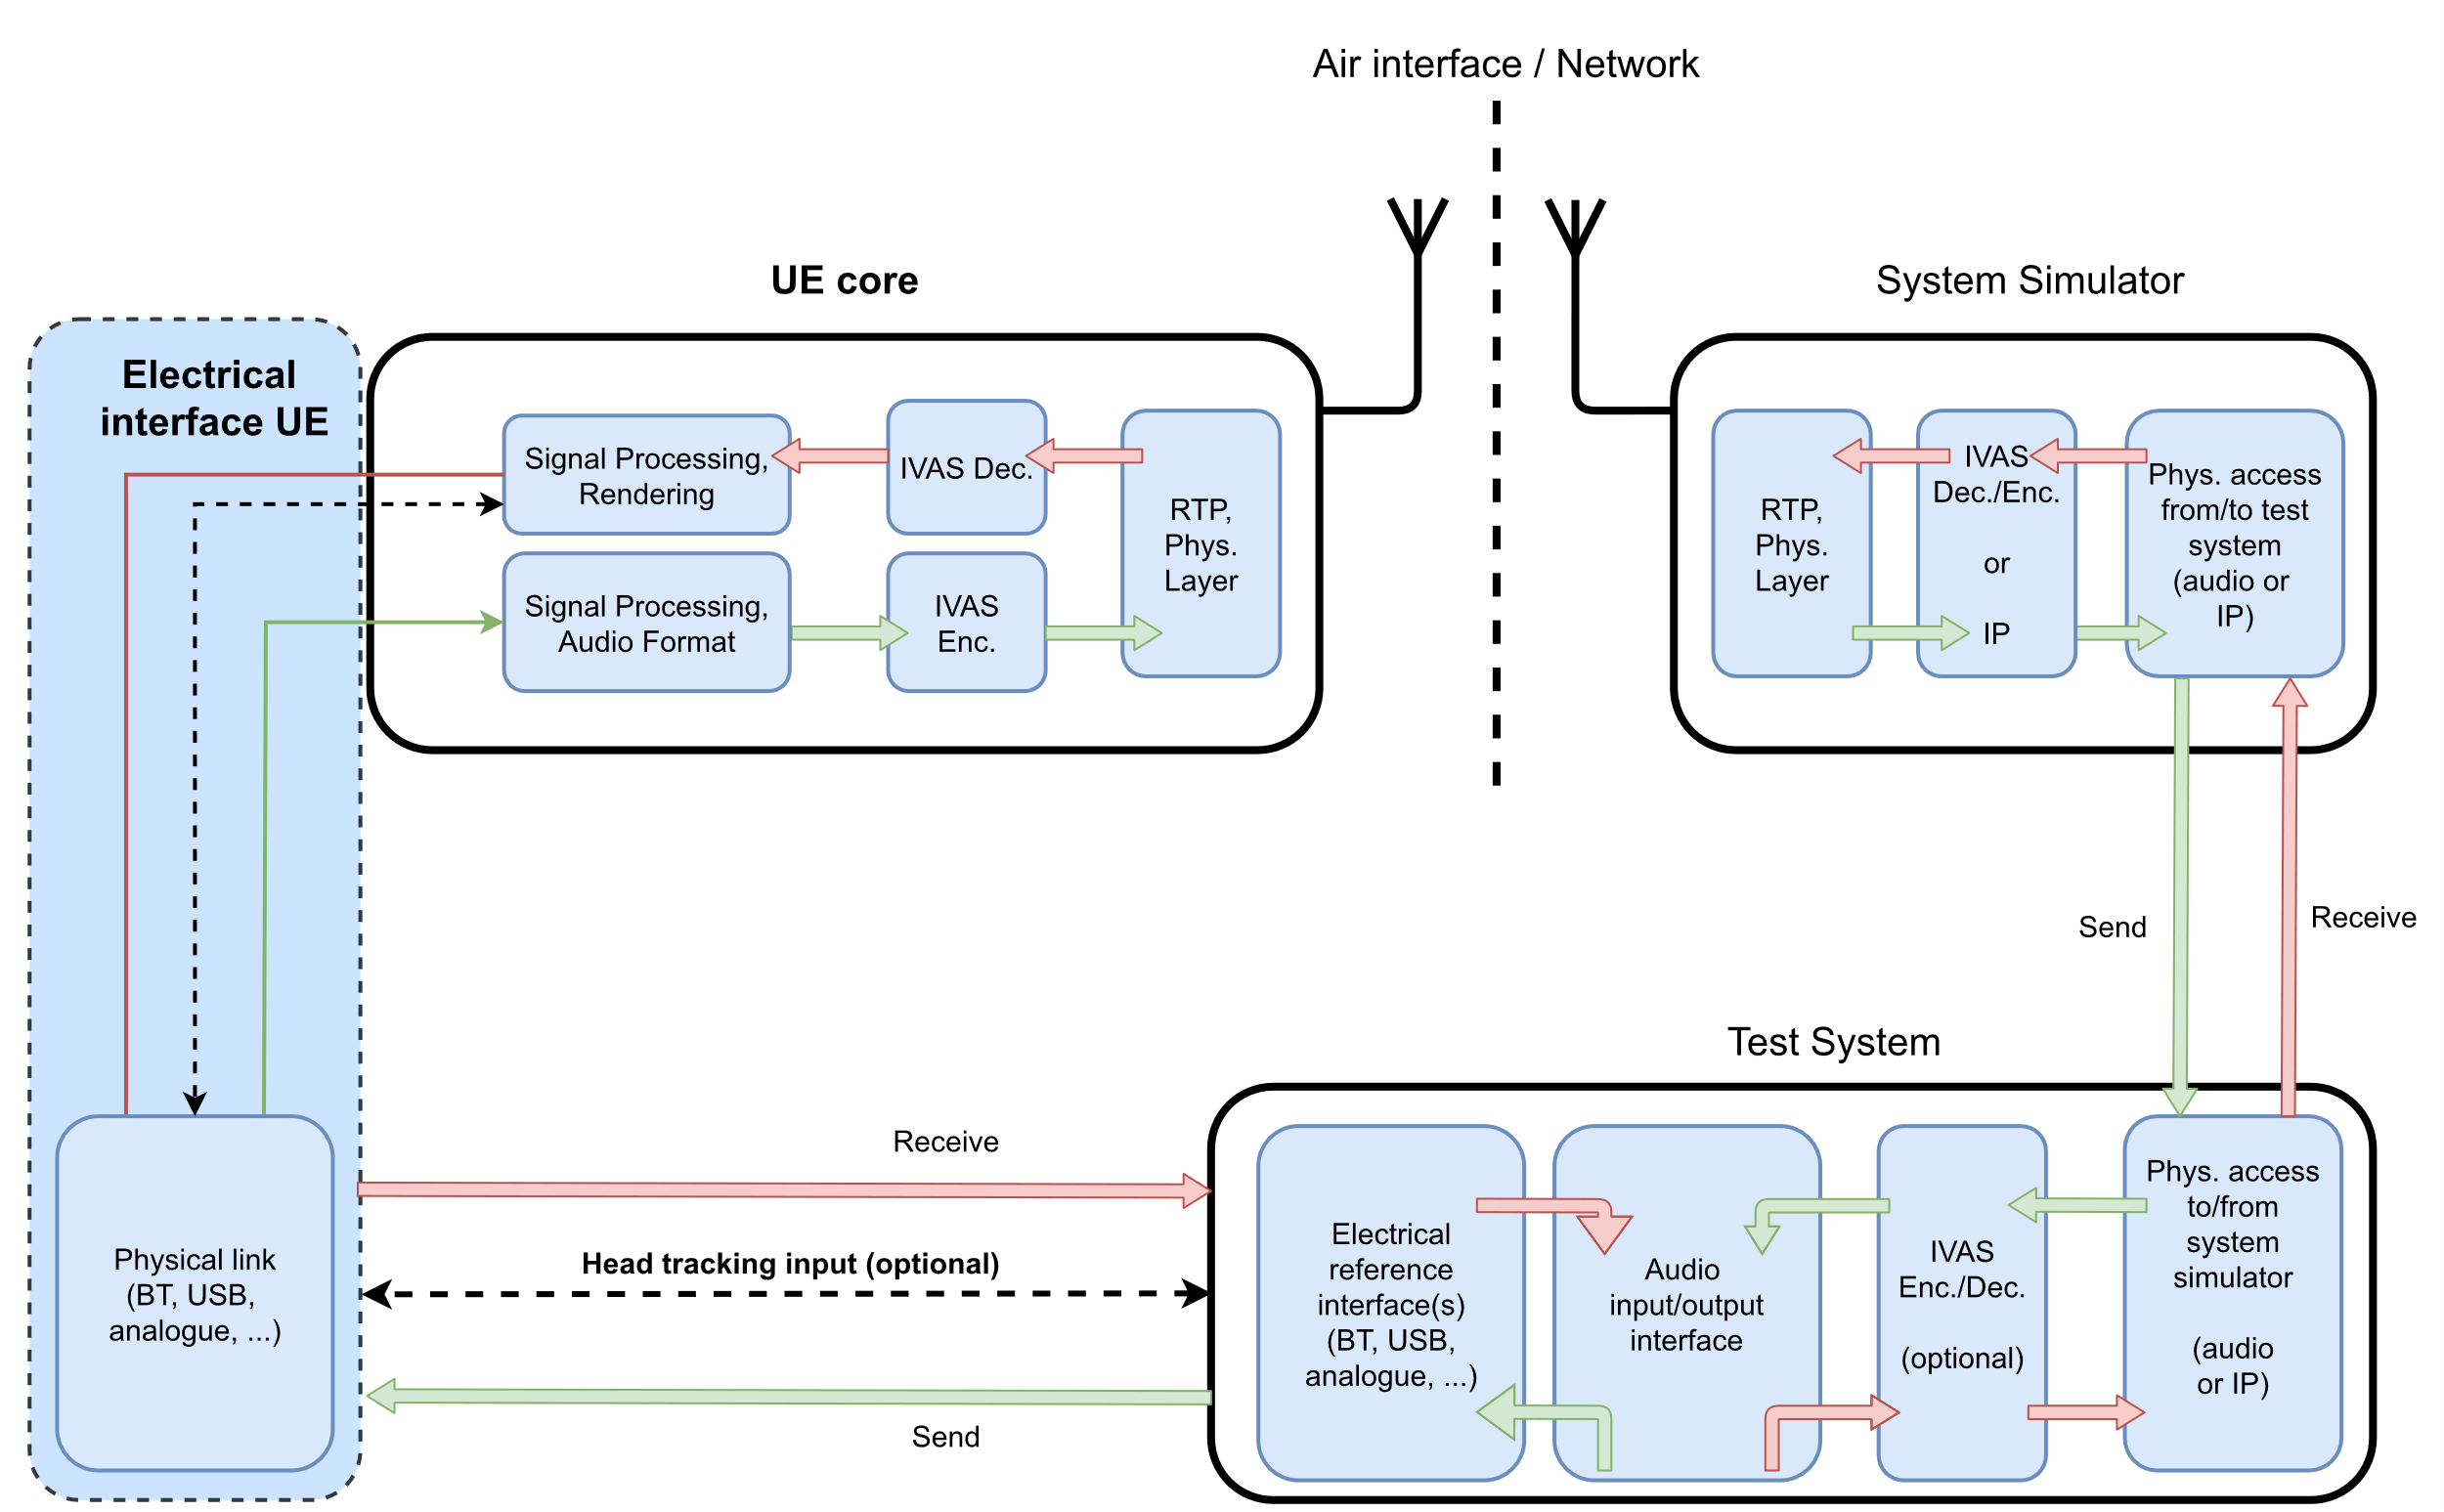 Air interface / Network
UE core
System Simulator
Electrical
interface UE
Signal Processing,
Rendering
IVAS Dec.
RTP,
Phys.
Layer
Signal Processing,
Audio Format
IVAS
Enc.
RTP,
Phys.
Layer
IVAS
Dec./Enc.
or
IP
Phys. access
from/to test
system
(audio or
IP)
Send
Receive
Test System
Physical link
(BT, USB,
analogue, ...)
Receive
Head tracking input (optional)
Send
Electrical
reference
interface(s)
(BT, USB,
analogue, ...)
Audio
input/output
interface
IVAS
Enc./Dec.
(optional)
Phys. access
to/from
system
simulator
(audio
or IP)